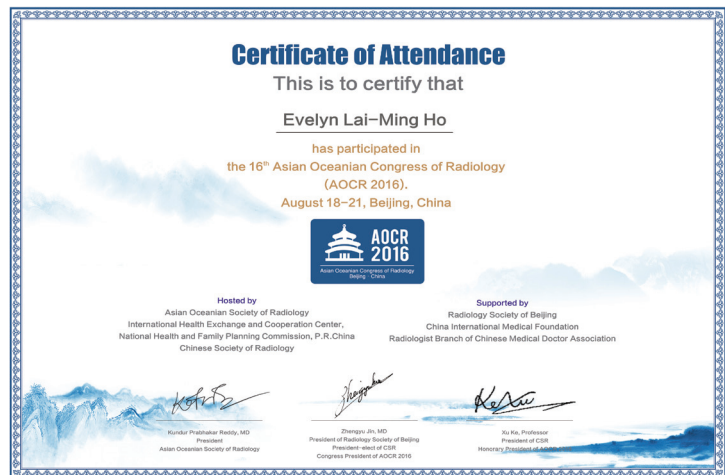 Certificate of Attendance
This is to certify that
Evelyn Lai-Ming Ho
has participated in
the 16th Asian Oceanian Congress of Radiology
(AOCR 2016).
August 18-21, Beijing, China
AOCR
2016
Asian Oceanian Congress of Radiology
Beijing · China
Hosted by
Asian Oceanian Society of Radiology
International Health Exchange and Cooperation Center,
National Health and Family Planning Commission, P.R.China
Chinese Society of Radiology
Supported by
Radiology Society of Beijing
China International Medical Foundation
Radiologist Branch of Chinese Medical Doctor Association
Kundur Prabhakar Reddy, MD
President
Asian Oceanian Society of Radiology
Zhengyu Jin, MD
President of Radiology Society of Beijing
President-elect of CSR
Congress President of AOCR 2016
Ke Xu
Xu Ke, Professor
President of CSR
Honorary President of AOCR